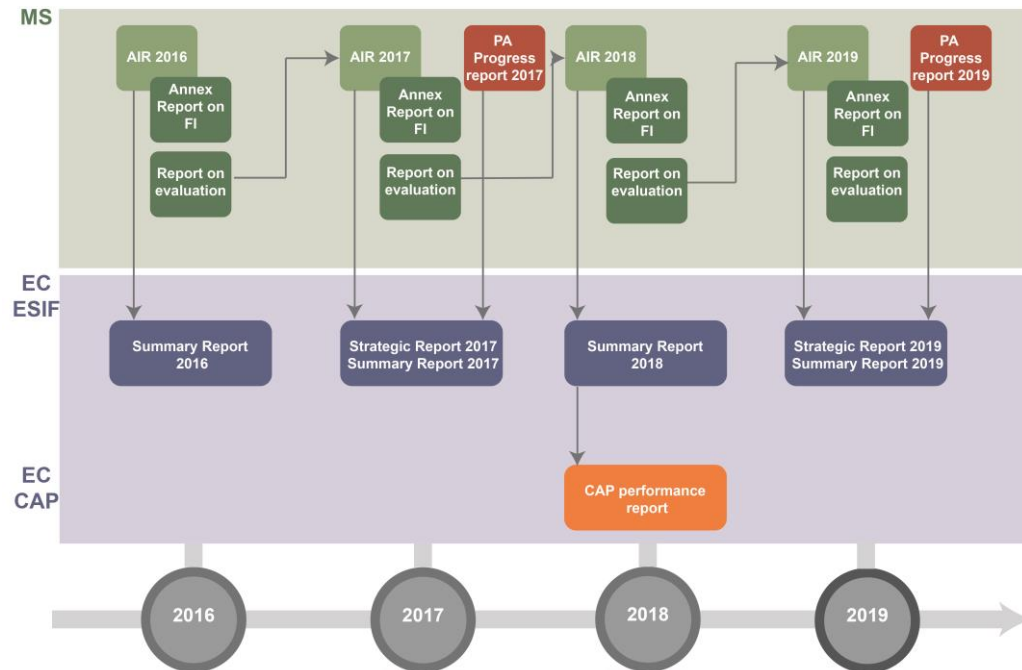 MS
AIR 2016
Annex
Report on
FI
Report on
evaluation
AIR 2017
Annex
Report on
FI
Report on
evaluation
PA
Progress
report 2017
AIR 2018
Annex
Report on
FI
Report on
evaluation
AIR 2019
Annex
Report on
FI
Report on
evaluation
PA
Progress
report 2019
EC
ESIF
Summary Report
2016
Strategic Report 2017
Summary Report 2017
Summary Report
2018
Strategic Report 2019
Summary Report 2019
EC
CAP
CAP performance
report
2016
2017
2018
2019